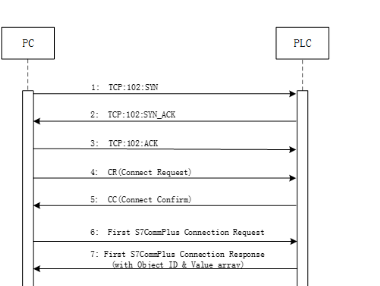 PC
PLC
1: TCP:102:SYN
2: TCP:102:SYN_ACK
3: TCP:102:ACK
4: CR(Connect Request)
5: CC(Connect Confirm)
6: First S7CommPlus Connection Request
7: First S7CommPlus Connection Response
(with Object ID & Value array)